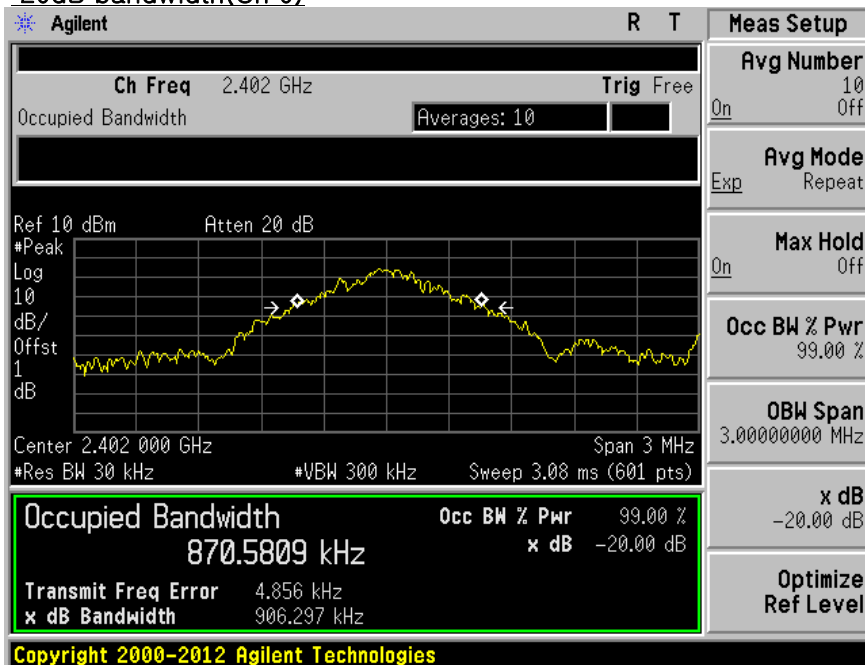 -20dB bandwidth(Ch 0)
Agilent R T
Ch Freq 2.402 GHz Trig Free
Occupied Bandwidth Averages: 10
Ref 10 dBm Atten 20 dB
#Peak
Log
10
dB/
Offst
1
dB
Center 2.402 000 GHz Span 3 MHz
#Res BW 30 kHz #VBW 300 kHz Sweep 3.08 ms (601 pts)
Occupied Bandwidth Occ BW % Pwr 99.00 %
870.5809 kHz x dB -20.00 dB
Transmit Freq Error 4.856 kHz
x dB Bandwidth 906.297 kHz
Copyright 2000-2012 Agilent Technologies
Meas Setup
Avg Number
10
On Off
Avg Mode
Exp Repeat
Max Hold
On Off
Occ BW % Pwr
99.00 %
OBW Span
3.00000000 MHz
x dB
-20.00 dB
Optimize
Ref Level